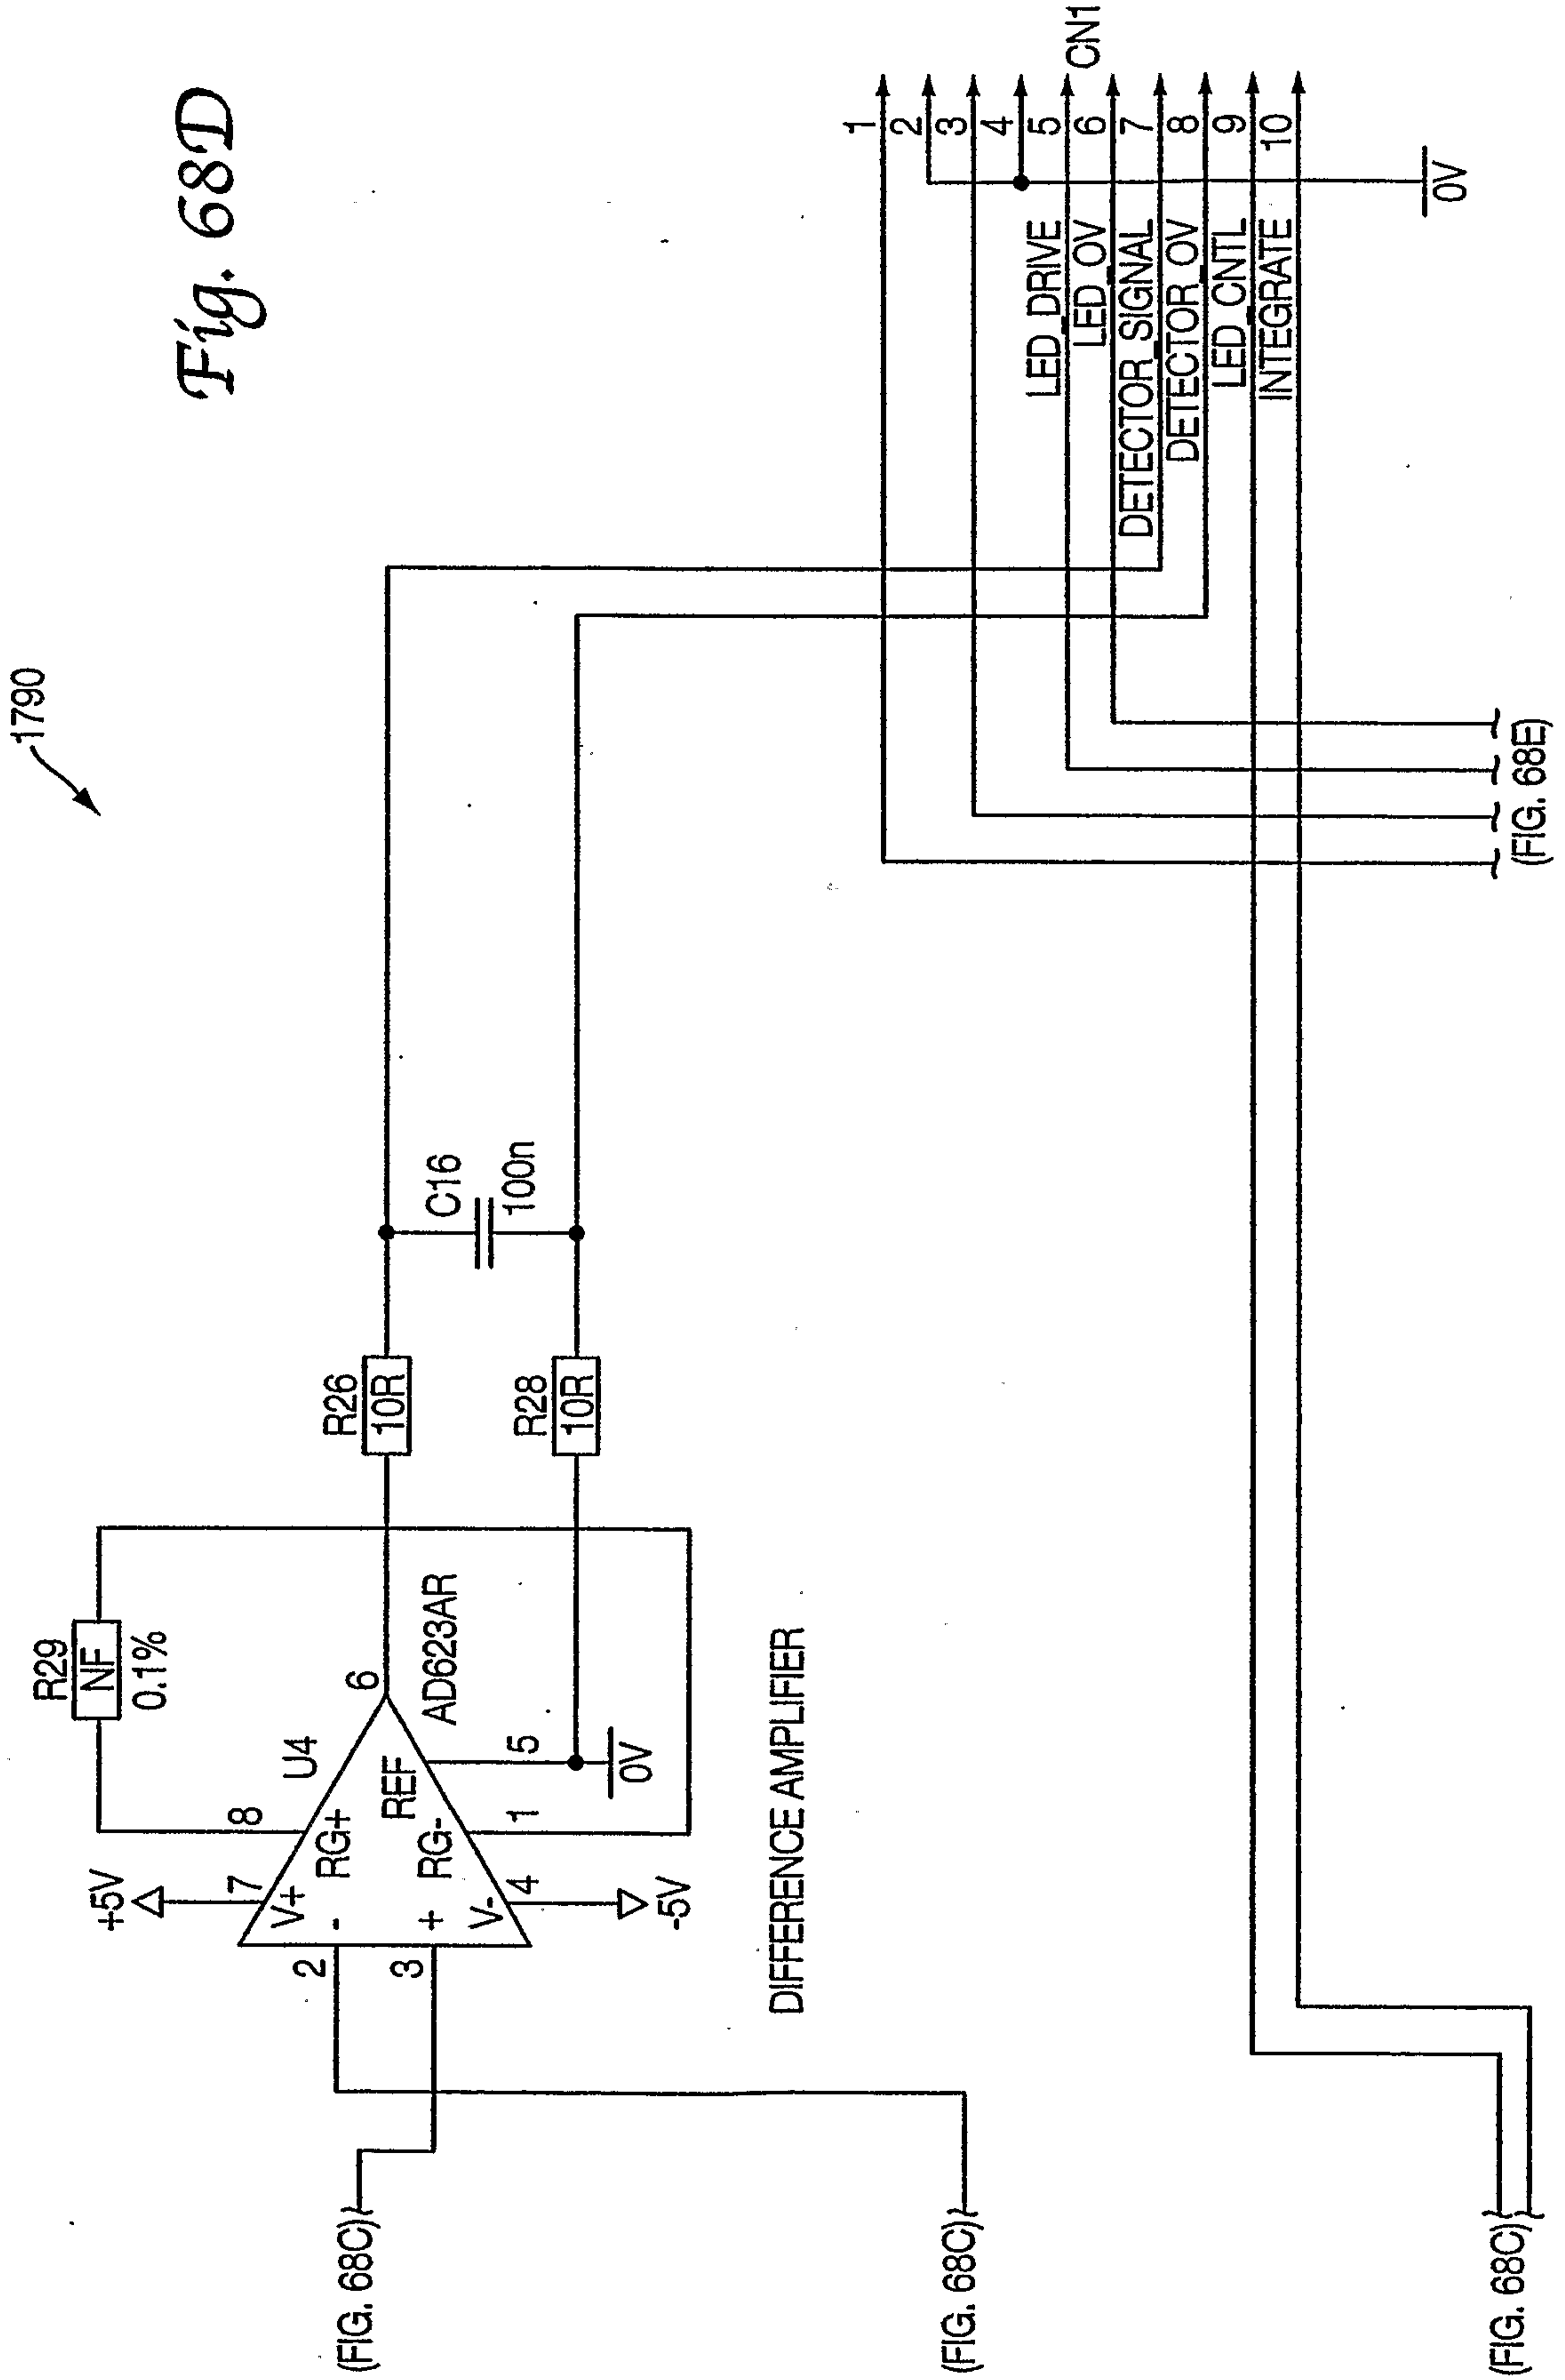 Fig. 68D
1790
R29
NF
0.1%
+5V
7
8
U4
V+
RG+
2
-
3
+
REF
6
RG-
V-
4
1
5
AD623AR
-5V
0V
R26
10R
R28
10R
C16
100n
DIFFERENCE AMPLIFIER
(FIG. 68C)
(FIG. 68C)
(FIG. 68C)
1
2
3
4
5
6
7
8
9
10
CN1
LED_DRIVE
LED_0V
DETECTOR_SIGNAL
DETECTOR_0V
LED_CNTL
INTEGRATE
0V
(FIG. 68E)